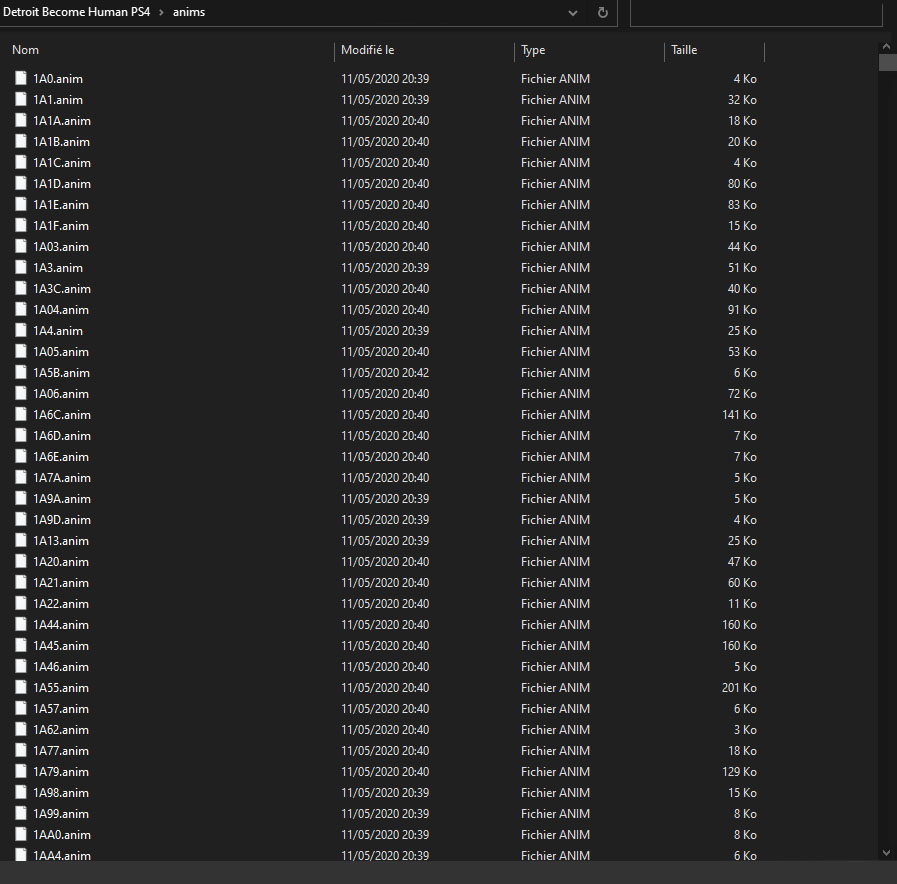 Detroit Become Human PS4 > anims
Nom Modifié le Type Taille
1A0.anim 11/05/2020 20:39 Fichier ANIM 4 Ko
1A1.anim 11/05/2020 20:39 Fichier ANIM 32 Ko
1A1A.anim 11/05/2020 20:40 Fichier ANIM 18 Ko
1A1B.anim 11/05/2020 20:40 Fichier ANIM 20 Ko
1A1C.anim 11/05/2020 20:40 Fichier ANIM 4 Ko
1A1D.anim 11/05/2020 20:40 Fichier ANIM 80 Ko
1A1E.anim 11/05/2020 20:40 Fichier ANIM 83 Ko
1A1F.anim 11/05/2020 20:40 Fichier ANIM 15 Ko
1A03.anim 11/05/2020 20:40 Fichier ANIM 44 Ko
1A3.anim 11/05/2020 20:39 Fichier ANIM 51 Ko
1A3C.anim 11/05/2020 20:40 Fichier ANIM 40 Ko
1A04.anim 11/05/2020 20:40 Fichier ANIM 91 Ko
1A4.anim 11/05/2020 20:39 Fichier ANIM 25 Ko
1A05.anim 11/05/2020 20:40 Fichier ANIM 53 Ko
1A5B.anim 11/05/2020 20:42 Fichier ANIM 6 Ko
1A06.anim 11/05/2020 20:40 Fichier ANIM 72 Ko
1A6C.anim 11/05/2020 20:40 Fichier ANIM 141 Ko
1A6D.anim 11/05/2020 20:40 Fichier ANIM 7 Ko
1A6E.anim 11/05/2020 20:40 Fichier ANIM 7 Ko
1A7A.anim 11/05/2020 20:40 Fichier ANIM 5 Ko
1A9A.anim 11/05/2020 20:39 Fichier ANIM 5 Ko
1A9D.anim 11/05/2020 20:39 Fichier ANIM 4 Ko
1A13.anim 11/05/2020 20:40 Fichier ANIM 25 Ko
1A20.anim 11/05/2020 20:40 Fichier ANIM 47 Ko
1A21.anim 11/05/2020 20:40 Fichier ANIM 60 Ko
1A22.anim 11/05/2020 20:40 Fichier ANIM 11 Ko
1A44.anim 11/05/2020 20:40 Fichier ANIM 160 Ko
1A45.anim 11/05/2020 20:40 Fichier ANIM 160 Ko
1A46.anim 11/05/2020 20:40 Fichier ANIM 5 Ko
1A55.anim 11/05/2020 20:40 Fichier ANIM 201 Ko
1A57.anim 11/05/2020 20:40 Fichier ANIM 6 Ko
1A62.anim 11/05/2020 20:40 Fichier ANIM 3 Ko
1A77.anim 11/05/2020 20:40 Fichier ANIM 18 Ko
1A79.anim 11/05/2020 20:40 Fichier ANIM 129 Ko
1A98.anim 11/05/2020 20:39 Fichier ANIM 15 Ko
1A99.anim 11/05/2020 20:39 Fichier ANIM 8 Ko
1AA0.anim 11/05/2020 20:39 Fichier ANIM 8 Ko
1AA4.anim 11/05/2020 20:39 Fichier ANIM 6 Ko